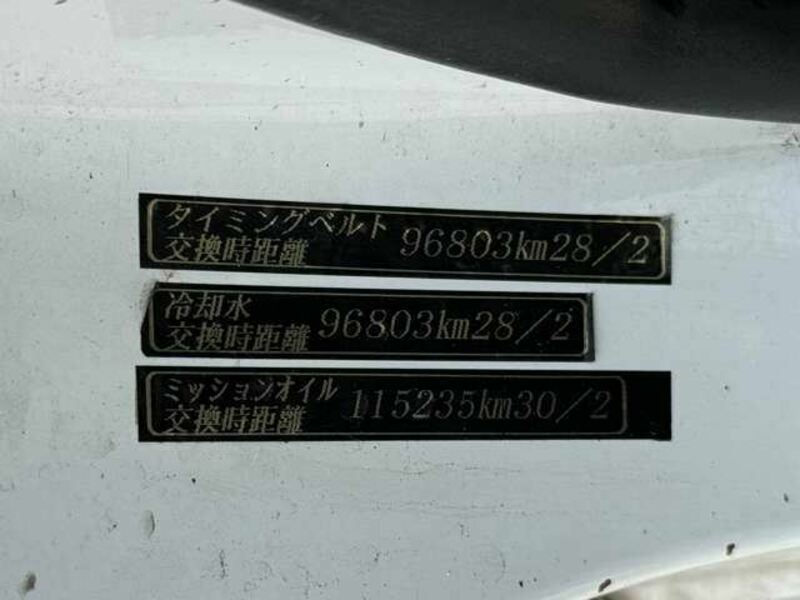 タイミングベルト
交換時距離 96803km28/2
冷却水
交換時距離 96803km28/2
ミッションオイル
交換時距離 115235km30/2